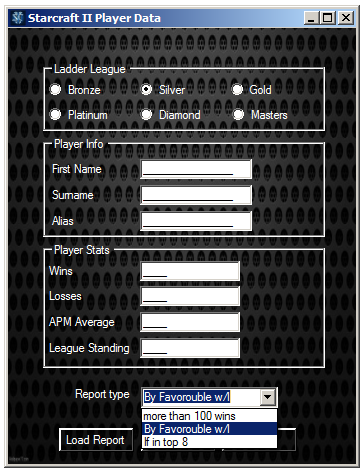 Starcraft II Player Data
Ladder League
Bronze Silver Gold
Platinum Diamond Masters
Player Info
First Name
Surname
Alias
Player Stats
Wins
Losses
APM Average
League Standing
Report type By Favorouble w/l
more than 100 wins
By Favorouble w/l
If in top 8
Load Report